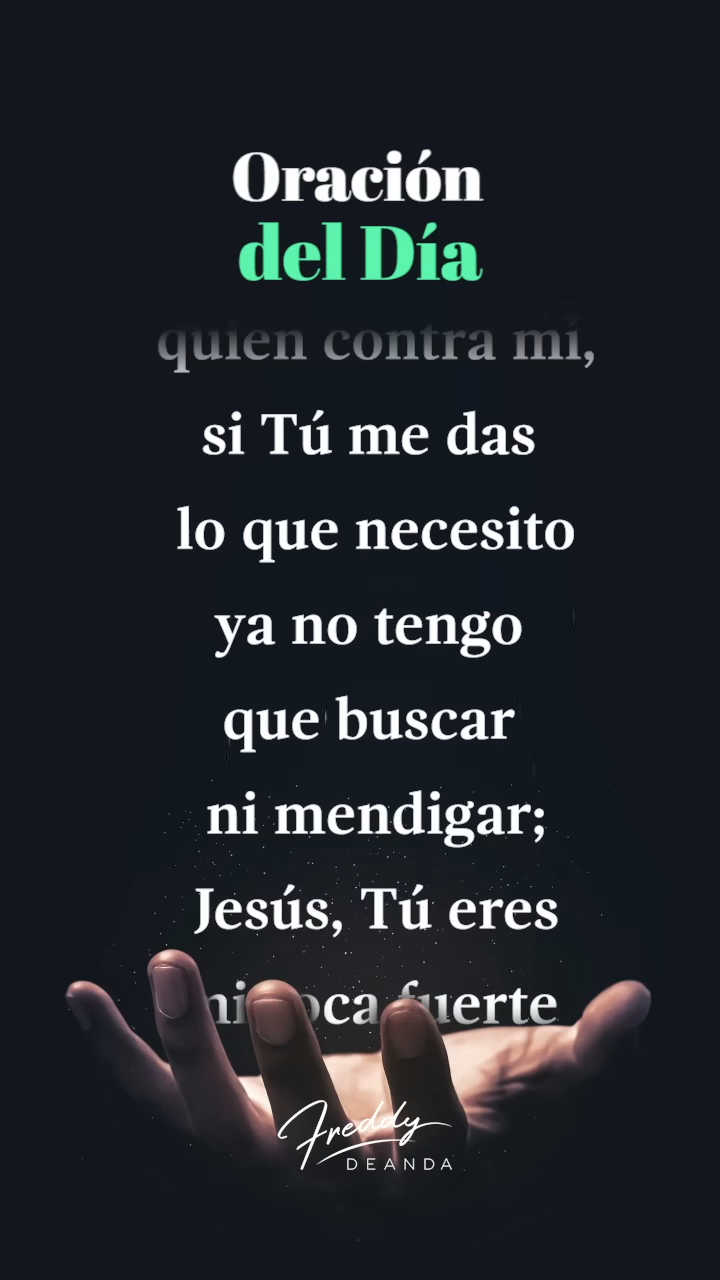 Oración
del Día
quien contra mí,
si Tú me das
lo que necesito
ya no tengo
que buscar
ni mendigar;
Jesús, Tú eres
fuerte
Freddy
DEANDA